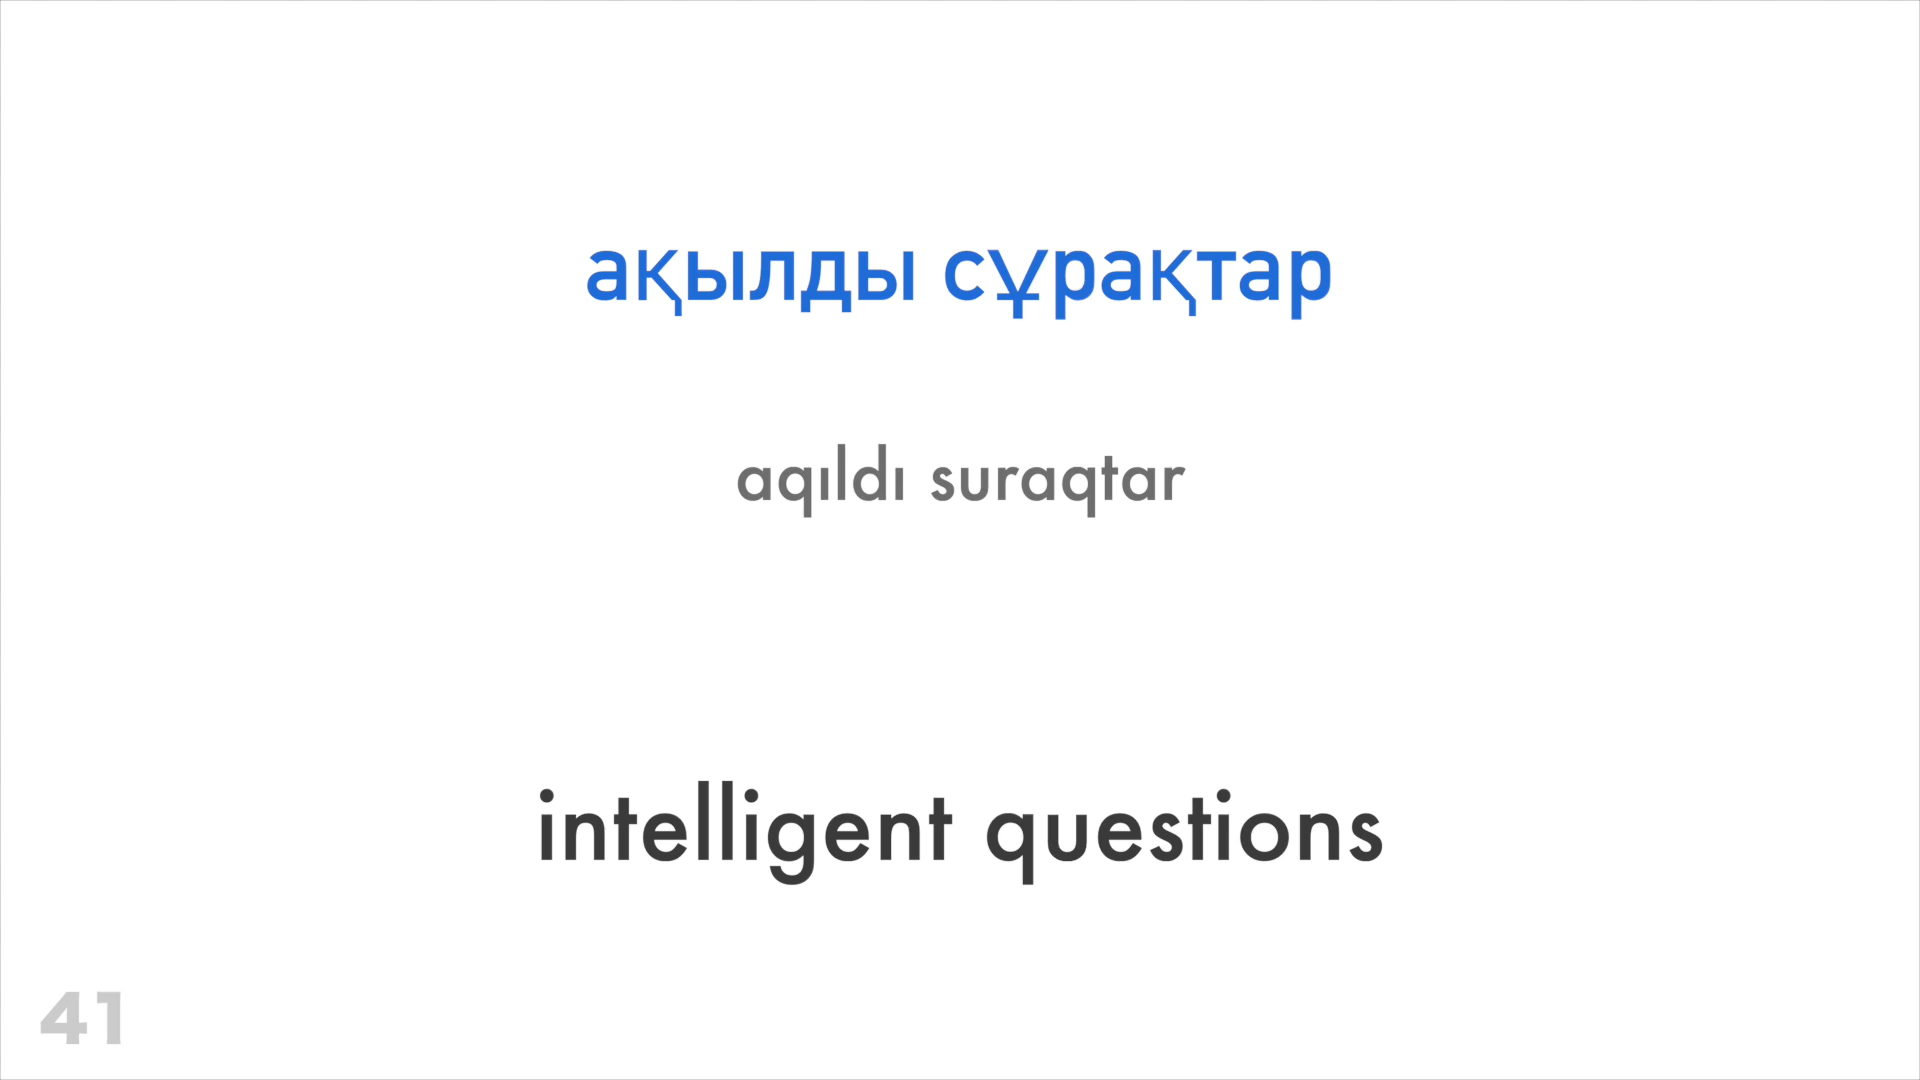 ақылды сұрақтар
aqıldı suraqtar
intelligent questions
41